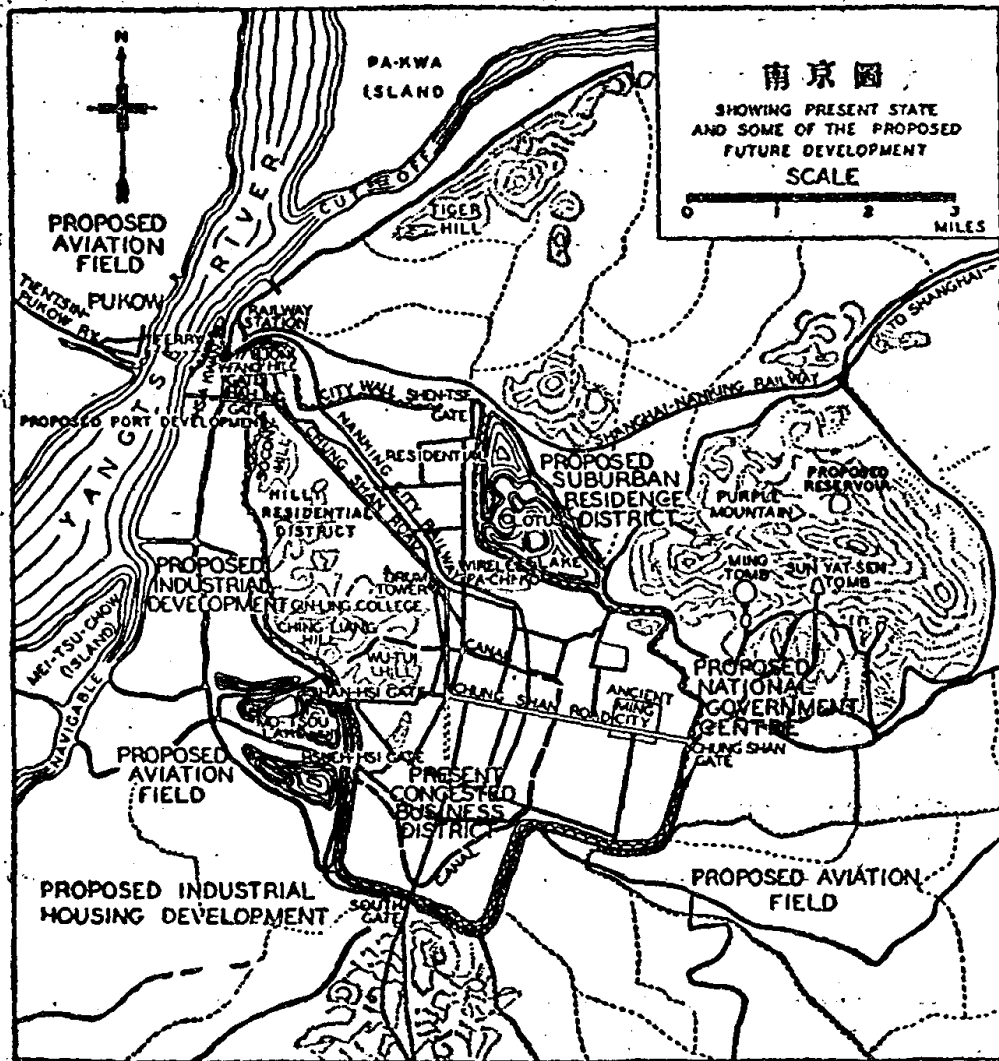 南京圖
SHOWING PRESENT STATE
AND SOME OF THE PROPOSED
FUTURE DEVELOPMENT
SCALE
0 1 2 3
MILES
N
PA-KWA
ISLAND
PROPOSED
AVIATION
FIELD
YANGTSE RIVER
CUT OFF
TIGER
HILL
PUKOW
TIENTSIN-
PUKOW RY.
FERRY
RAILWAY
STATION
TO SHANGHAI
SHANGHAI-NANKING RAILWAY
CITY WALL
SHEN-TSE
GATE
GATE
PROPOSED PORT DEVELOPMENT
SOCONY
HILL
NANKING CITY RAILWAY
CHUNG SHAN ROAD
RESIDENTIAL
HILLY
RESIDENTIAL
DISTRICT
PROPOSED
SUBURBAN
RESIDENCE
DISTRICT
LOTUS
LAKE
PURPLE
MOUNTAIN
PROPOSED
RESERVOIR
WIRELESS
MING
TOMB
SUN YAT-SEN
TOMB
PROPOSED
INDUSTRIAL
DEVELOPMENT
DRUM
TOWER
GINLING COLLEGE
CHING LIANG
HILL
WU-TUI
HILL
CANAL
MEI-TSU-CHOW
(ISLAND)
NAVIGABLE
HAN-HSI GATE
CHUNG SHAN ROAD
ANCIENT
MING
CITY
PROPOSED
NATIONAL
GOVERNMENT
CENTRE
CHUNG SHAN
GATE
PROPOSED
AVIATION
FIELD
PRESENT
CONGESTED
BUSINESS
DISTRICT
CANAL
PROPOSED INDUSTRIAL
HOUSING DEVELOPMENT
SOUTH
GATE
PROPOSED AVIATION
FIELD